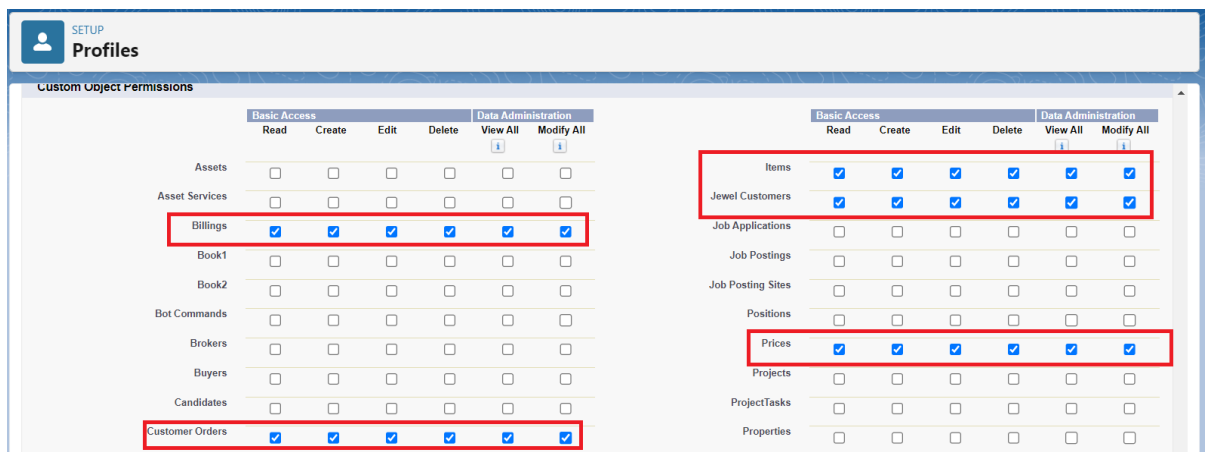 SETUP
Profiles
Custom Object Permissions
Basic Access Data Administration Basic Access Data Administration
Read Create Edit Delete View All Modify All Read Create Edit Delete View All Modify All
i i i i
Assets Items
Asset Services Jewel Customers
Billings Job Applications
Book1 Job Postings
Book2 Job Posting Sites
Bot Commands Positions
Brokers Prices
Buyers Projects
Candidates ProjectTasks
Customer Orders Properties